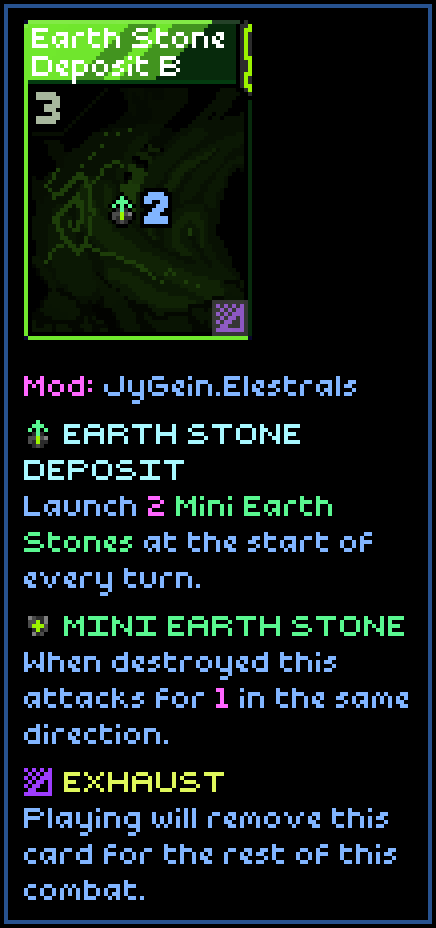 Earth Stone
Deposit B
3
2
Mod: JyGein.Elestrals
EARTH STONE
DEPOSIT
Launch 2 Mini Earth
Stones at the start of
every turn.
MINI EARTH STONE
When destroyed this
attacks for 1 in the same
direction.
EXHAUST
Playing will remove this
card for the rest of this
combat.